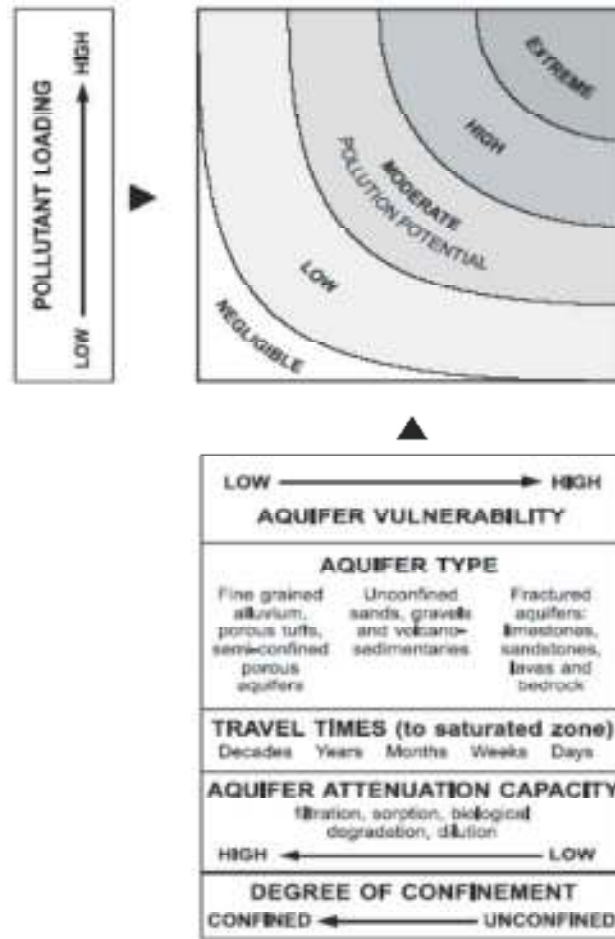 POLLUTANT LOADING
LOW
HIGH
EXTREME
HIGH
MODERATE
POLLUTION POTENTIAL
LOW
NEGLIGIBLE
LOW HIGH
AQUIFER VULNERABILITY
AQUIFER TYPE
Fine grained
alluvium,
porous tuffs,
semi-confined
porous
aquifers
Unconfined
sands, gravels
and volcano-
sedimentaries
Fractured
aquifers:
limestones,
sandstones,
lavas and
bedrock
TRAVEL TIMES (to saturated zone)
Decades Years Months Weeks Days
AQUIFER ATTENUATION CAPACITY
filtration, sorption, biological
degradation, dilution
HIGH LOW
DEGREE OF CONFINEMENT
CONFINED UNCONFINED